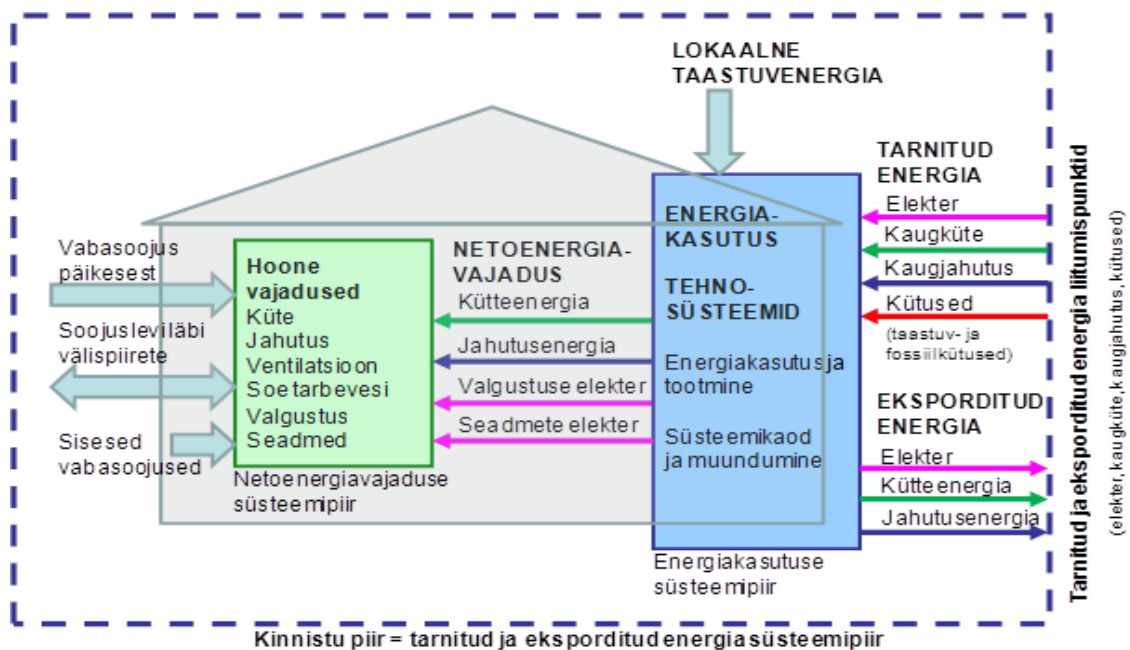 LOKAALNE
TAASTUVENERGIA
Vabasoojus
päikesest
Soojuslevi läbi
välispiirete
Sisesed
vabasoojused
Hoone
vajadused
Küte
Jahutus
Ventilatsioon
Soe tarbevesi
Valgustus
Seadmed
Netoenergiavajaduse
süsteemipiir
NETOENERGIA-
VAJADUS
Kütteenergia
Jahutusenergia
Valgustuse elekter
Seadmete elekter
ENERGIA-
KASUTUS
TEHNO-
SÜSTEEMID
Energiakasutus ja
tootmine
Süsteemikaod
ja muundumine
Energiakasutuse
süsteemipiir
TARNITUD
ENERGIA
Elekter
Kaugküte
Kaugjahutus
Kütused
(taastuv- ja
fossiilkütused)
EKSPORDITUD
ENERGIA
Elekter
Kütteenergia
Jahutusenergia
Tarnitud ja eksporditud energia liitumispunktid
(elekter, kaugküte, kaugjahutus, kütused)
Kinnistu piir = tarnitud ja eksporditud energia süsteemipiir